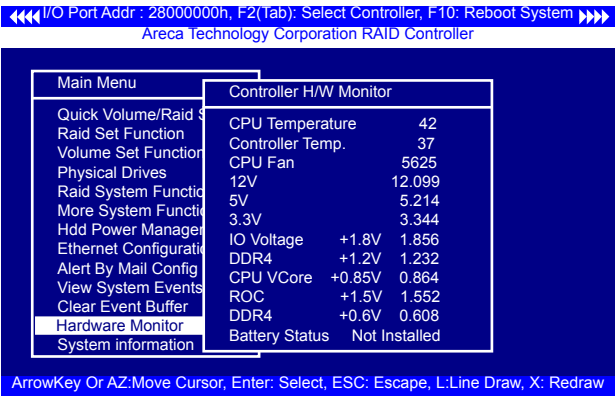 I/O Port Addr : 28000000h, F2(Tab): Select Controller, F10: Reboot System
Areca Technology Corporation RAID Controller
Main Menu
Quick Volume/Raid S
Raid Set Function
Volume Set Function
Physical Drives
Raid System Functio
More System Functi
Hdd Power Manager
Ethernet Configurati
Alert By Mail Config
View System Events
Clear Event Buffer
Hardware Monitor
System information
Controller H/W Monitor
CPU Temperature 42
Controller Temp. 37
CPU Fan 5625
12V 12.099
5V 5.214
3.3V 3.344
IO Voltage +1.8V 1.856
DDR4 +1.2V 1.232
CPU VCore +0.85V 0.864
ROC +1.5V 1.552
DDR4 +0.6V 0.608
Battery Status Not Installed
ArrowKey Or AZ:Move Cursor, Enter: Select, ESC: Escape, L:Line Draw, X: Redraw